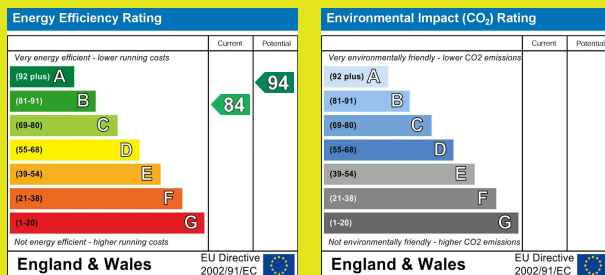 Energy Efficiency Rating
Current Potential
Very energy efficient - lower running costs
(92 plus) A
(81-91) B
(69-80) C
(55-68) D
(39-54) E
(21-38) F
(1-20) G
84
94
Not energy efficient - higher running costs
England & Wales
EU Directive
2002/91/EC
Environmental Impact (CO₂) Rating
Current Potential
Very environmentally friendly - lower CO2 emissions
(92 plus) A
(81-91) B
(69-80) C
(55-68) D
(39-54) E
(21-38) F
(1-20) G
Not environmentally friendly - higher CO2 emissions
England & Wales
EU Directive
2002/91/EC